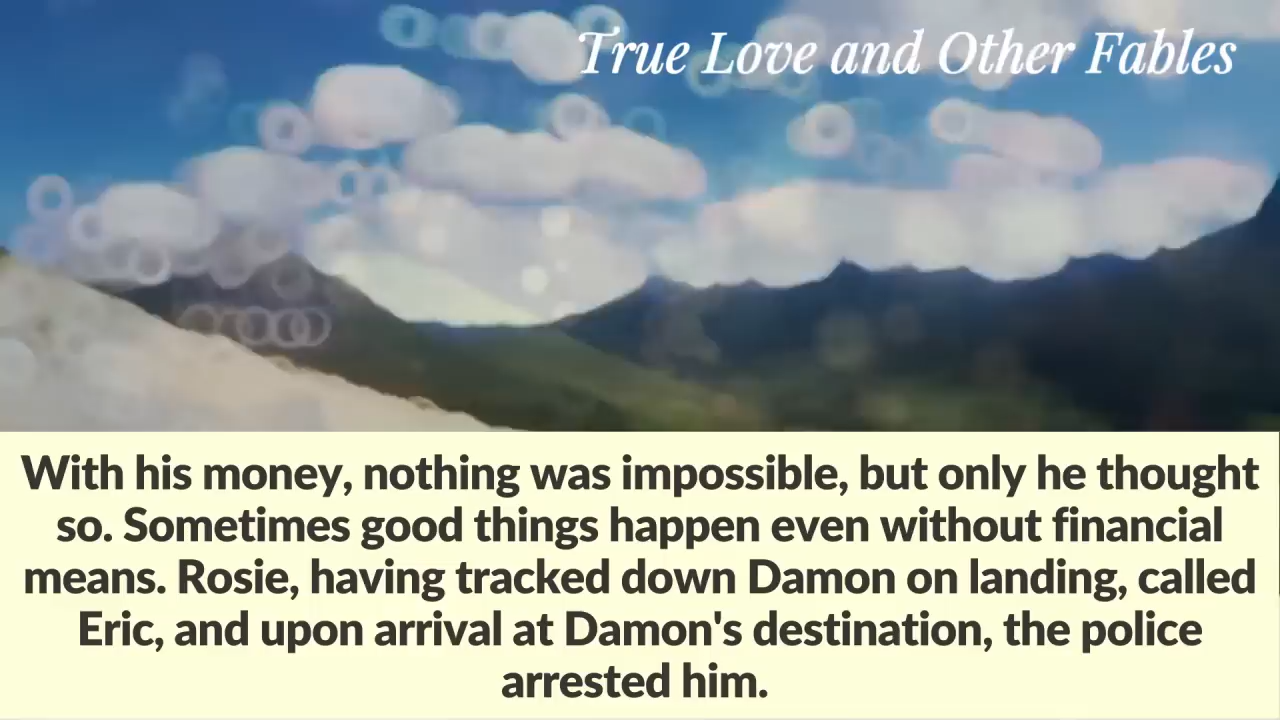 True Love and Other Fables
With his money, nothing was impossible, but only he thought
so. Sometimes good things happen even without financial
means. Rosie, having tracked down Damon on landing, called
Eric, and upon arrival at Damon's destination, the police
arrested him.